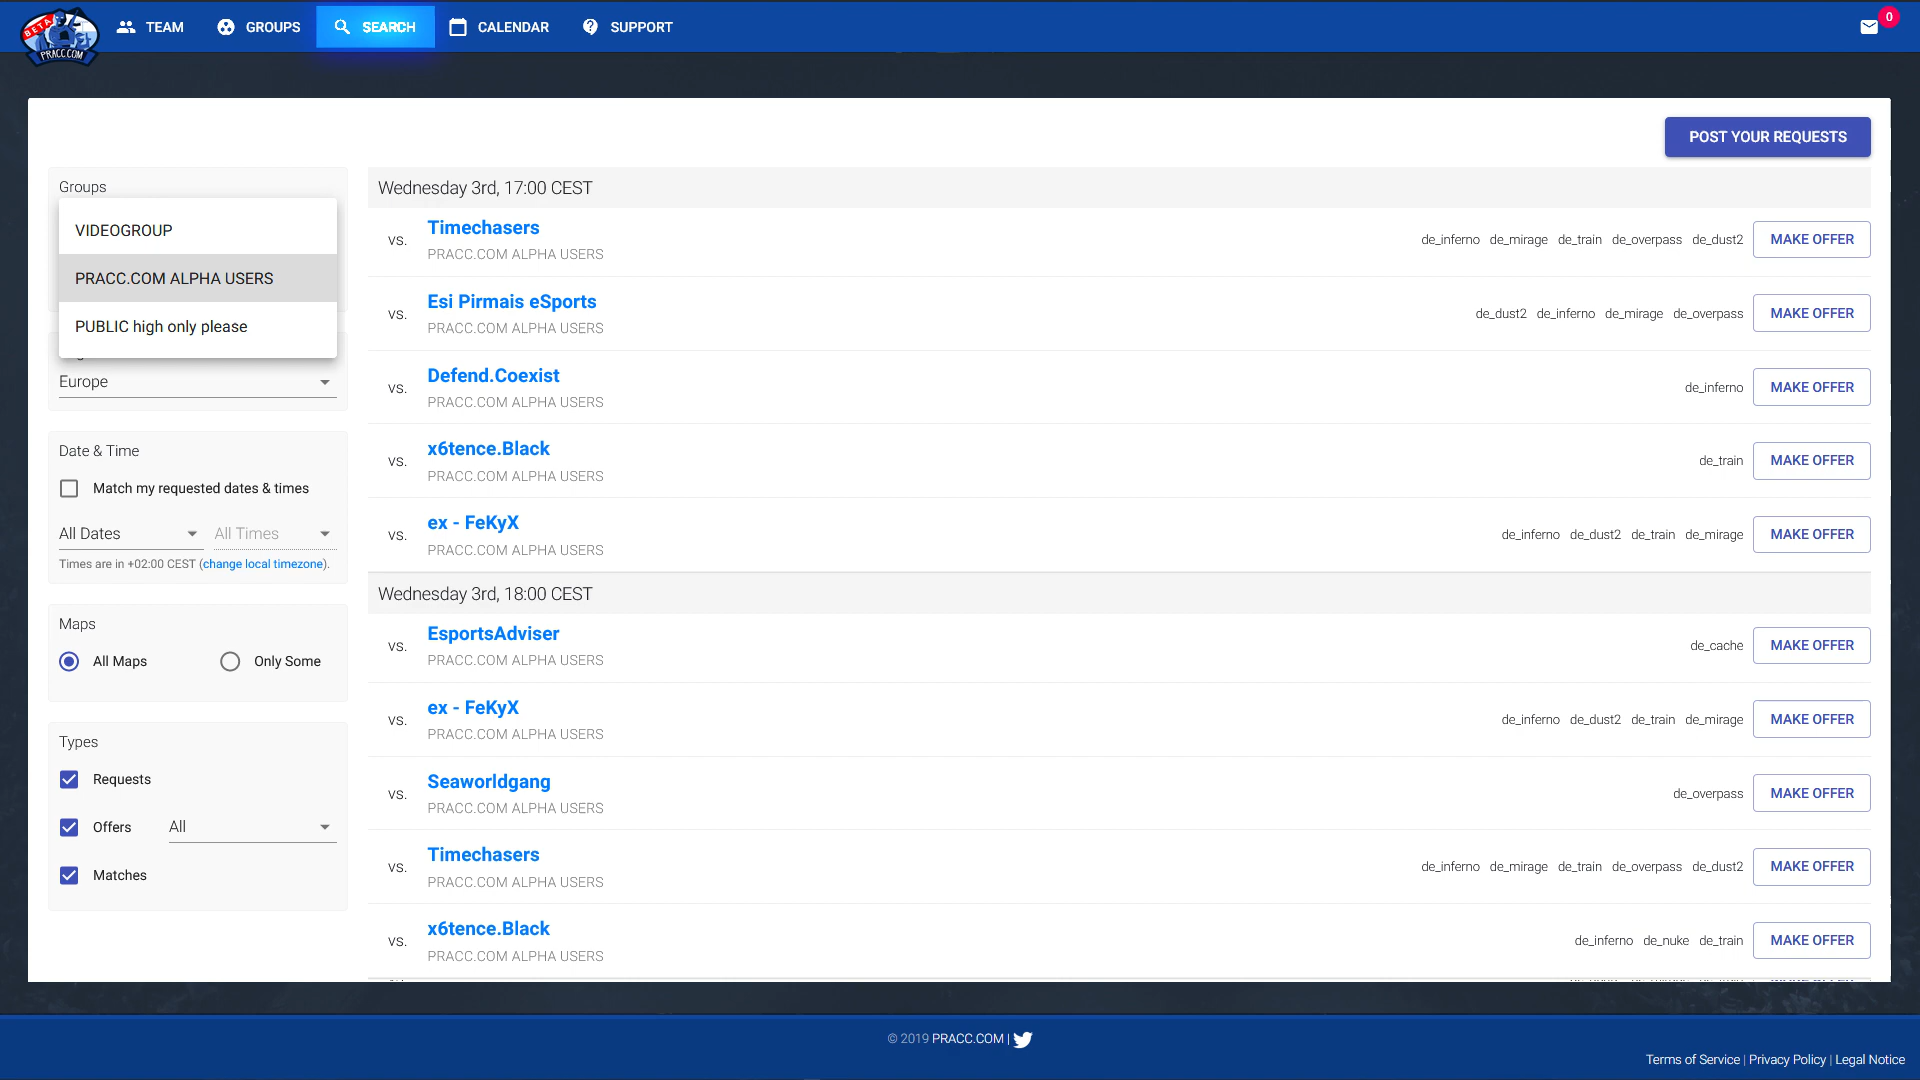 BETA
PRACC.COM
TEAM
GROUPS
SEARCH
CALENDAR
SUPPORT
0
POST YOUR REQUESTS
Groups
VIDEOGROUP
PRACC.COM ALPHA USERS
PUBLIC high only please
Europe
Date & Time
Match my requested dates & times
All Dates
All Times
Times are in +02:00 CEST (change local timezone).
Maps
All Maps
Only Some
Types
Requests
Offers
All
Matches
Wednesday 3rd, 17:00 CEST
vs.
Timechasers
PRACC.COM ALPHA USERS
de_inferno de_mirage de_train de_overpass de_dust2
MAKE OFFER
vs.
Esi Pirmais eSports
PRACC.COM ALPHA USERS
de_dust2 de_inferno de_mirage de_overpass
MAKE OFFER
vs.
Defend.Coexist
PRACC.COM ALPHA USERS
de_inferno
MAKE OFFER
vs.
x6tence.Black
PRACC.COM ALPHA USERS
de_train
MAKE OFFER
vs.
ex - FeKyX
PRACC.COM ALPHA USERS
de_inferno de_dust2 de_train de_mirage
MAKE OFFER
Wednesday 3rd, 18:00 CEST
vs.
EsportsAdviser
PRACC.COM ALPHA USERS
de_cache
MAKE OFFER
vs.
ex - FeKyX
PRACC.COM ALPHA USERS
de_inferno de_dust2 de_train de_mirage
MAKE OFFER
vs.
Seaworldgang
PRACC.COM ALPHA USERS
de_overpass
MAKE OFFER
vs.
Timechasers
PRACC.COM ALPHA USERS
de_inferno de_mirage de_train de_overpass de_dust2
MAKE OFFER
vs.
x6tence.Black
PRACC.COM ALPHA USERS
de_inferno de_nuke de_train
MAKE OFFER
© 2019 PRACC.COM |
Terms of Service | Privacy Policy | Legal Notice